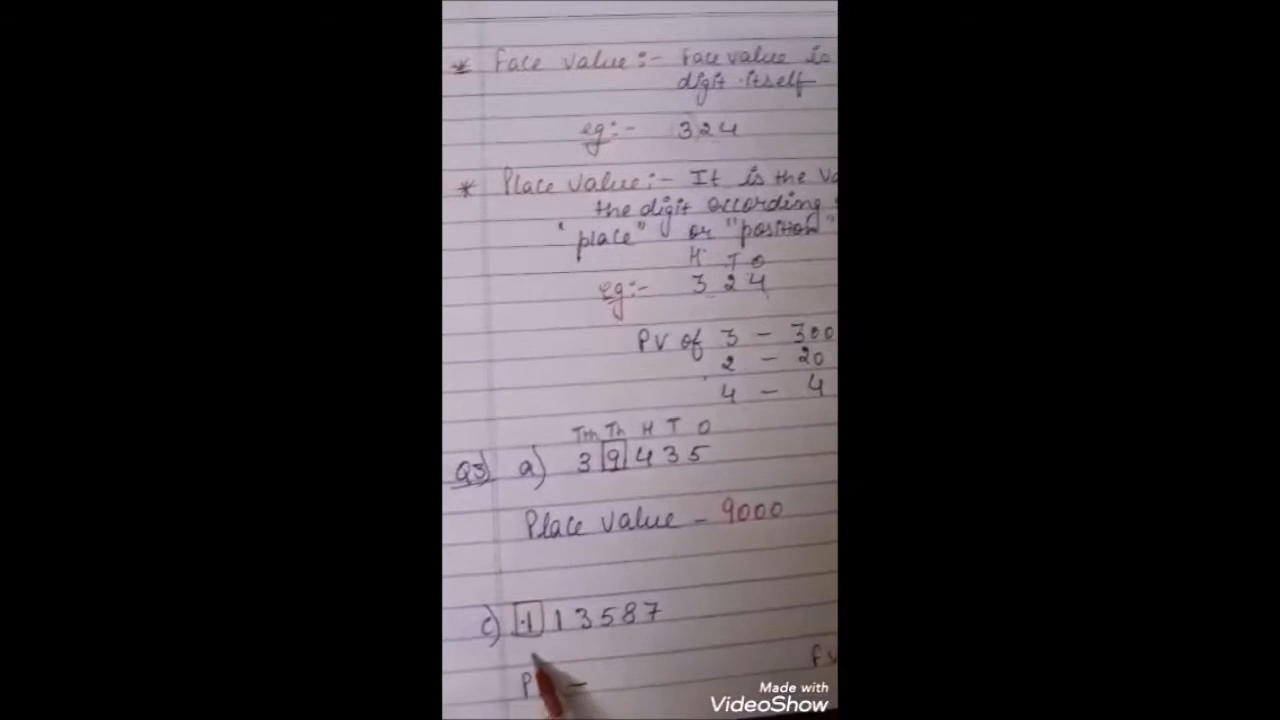 * Face value :- Face value is
digit itself
eg:- 324
* Place value :- It is the
the digit according
"place" or "position"
H T O
eg:- 3 2 4
PV of 3 - 300
2 - 20
4 - 4
Tth Th H T O
Q3) a) 3 9 4 3 5
Place value - 9000
c) 1 1 3 5 8 7
Made with
VideoShow